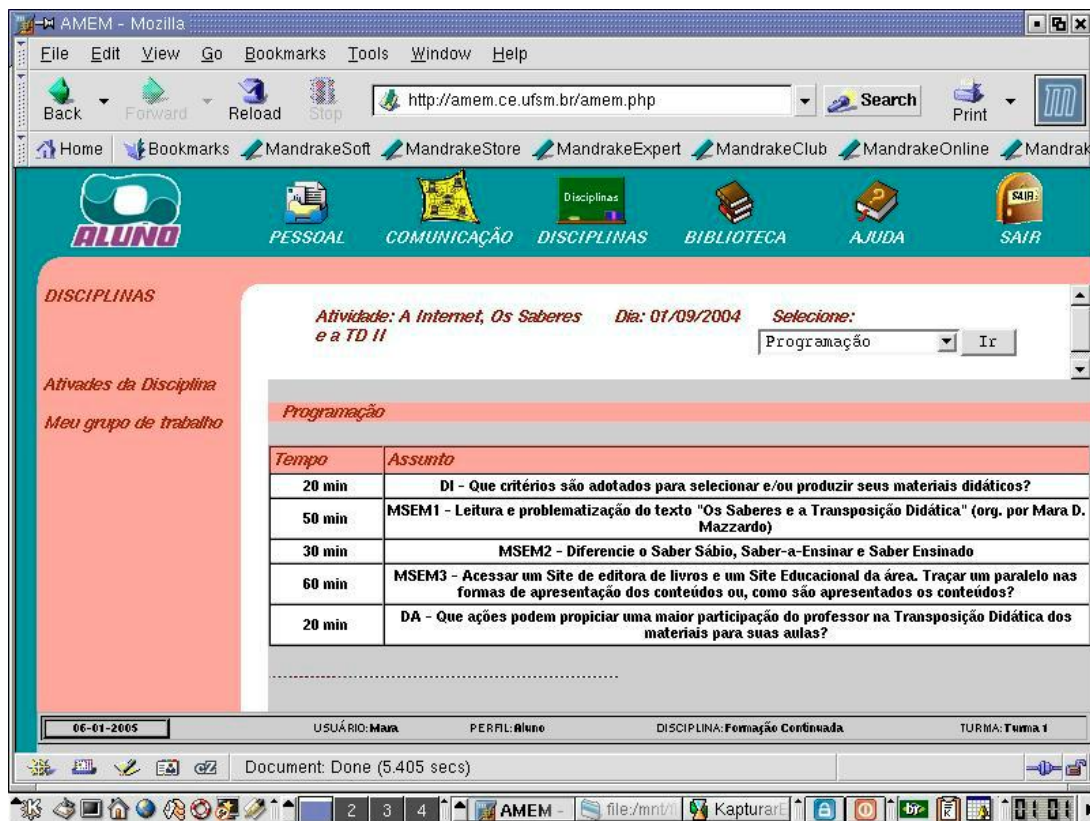 AMEM - Mozilla
File Edit View Go Bookmarks Tools Window Help
Back Forward Reload Stop http://amem.ce.ufsm.br/amem.php Search Print
Home Bookmarks MandrakeSoft MandrakeStore MandrakeExpert MandrakeClub MandrakeOnline Mandrak
Disciplinas SAIR
ALUNO PESSOAL COMUNICAÇÃO DISCIPLINAS BIBLIOTECA AJUDA SAIR
DISCIPLINAS
Ativades da Disciplina
Meu grupo de trabalho
Atividade: A Internet, Os Saberes
e a TD II
Dia: 01/09/2004
Selecione:
Programação Ir
Programação
Tempo Assunto
20 min DI - Que critérios são adotados para selecionar e/ou produzir seus materiais didáticos?
50 min MSEM1 - Leitura e problematização do texto "Os Saberes e a Transposição Didática" (org. por Mara D.
Mazzardo)
30 min MSEM2 - Diferencie o Saber Sábio, Saber-a-Ensinar e Saber Ensinado
60 min MSEM3 - Acessar um Site de editora de livros e um Site Educacional da área. Traçar um paralelo nas
formas de apresentação dos conteúdos ou, como são apresentados os conteúdos?
20 min DA - Que ações podem propiciar uma maior participação do professor na Transposição Didática dos
materiais para suas aulas?
06-01-2005 USUÁRIO: Mara PERFIL: Aluno DISCIPLINA: Formação Continuada TURMA: Turma 1
Document: Done (5.405 secs)
2 3 4 AMEM - file:/mnt/ Kapturar